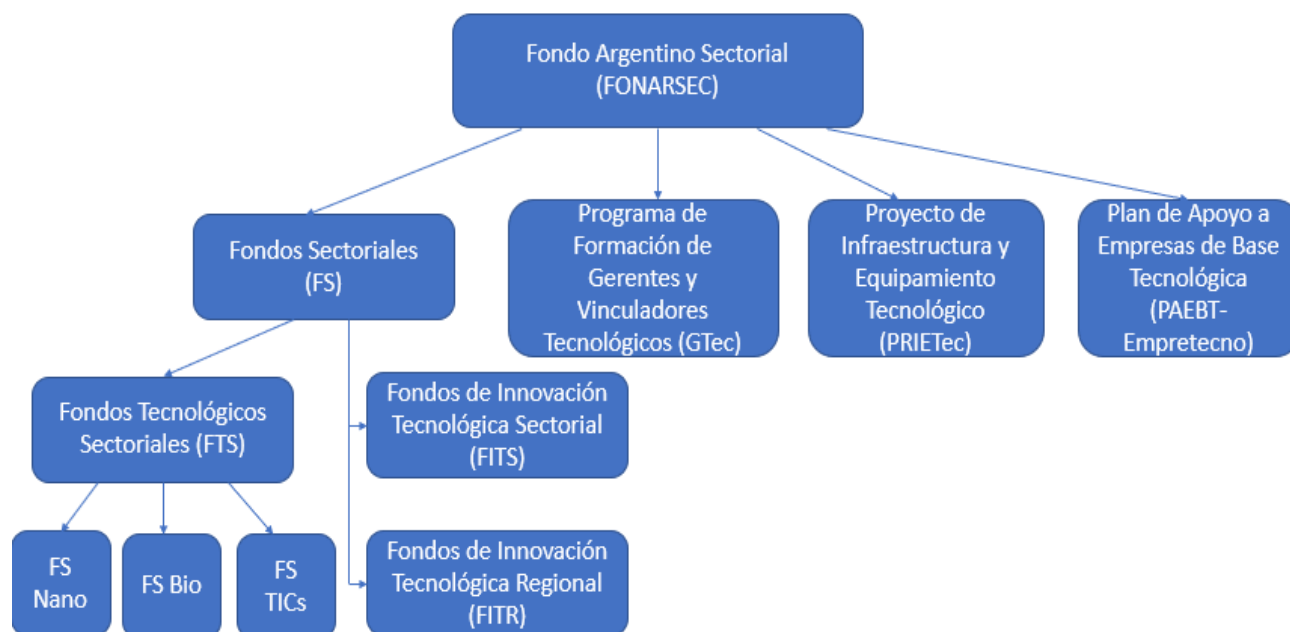 Fondo Argentino Sectorial
(FONARSEC)
Fondos Sectoriales
(FS)
Programa de
Formación de
Gerentes y
Vinculadores
Tecnológicos (GTec)
Proyecto de
Infraestructura y
Equipamiento
Tecnológico
(PRIETec)
Plan de Apoyo a
Empresas de Base
Tecnológica
(PAEBT-
Empretecno)
Fondos Tecnológicos
Sectoriales (FTS)
Fondos de Innovación
Tecnológica Sectorial
(FITS)
FS
Nano
FS Bio
FS
TICs
Fondos de Innovación
Tecnológica Regional
(FITR)